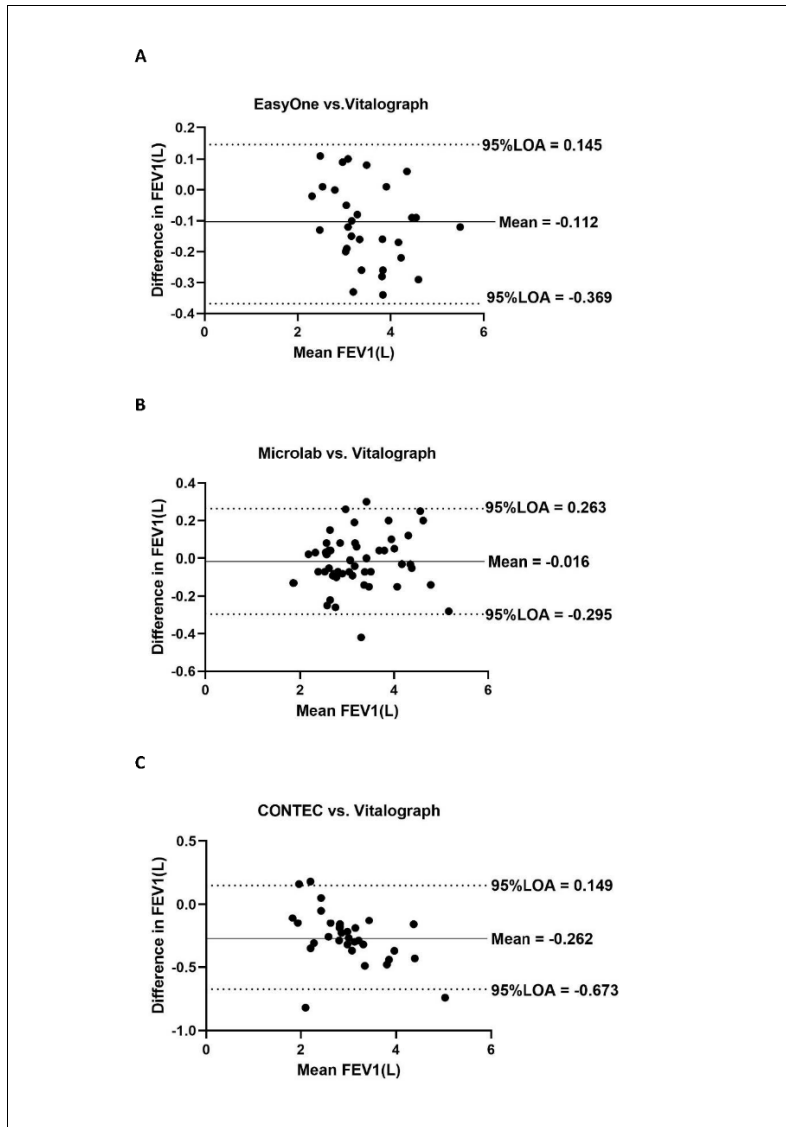 A
EasyOne vs.Vitalograph
Difference in FEV1(L)
0.2
0.1
0.0
-0.1
-0.2
-0.3
-0.4
95%LOA = 0.145
Mean = -0.112
95%LOA = -0.369
0 2 4 6
Mean FEV1(L)
B
Microlab vs. Vitalograph
Difference in FEV1(L)
0.4
0.2
0.0
-0.2
-0.4
-0.6
95%LOA = 0.263
Mean = -0.016
95%LOA = -0.295
0 2 4 6
Mean FEV1(L)
C
CONTEC vs. Vitalograph
Difference in FEV1(L)
0.5
0.0
-0.5
-1.0
95%LOA = 0.149
Mean = -0.262
95%LOA = -0.673
0 2 4 6
Mean FEV1(L)